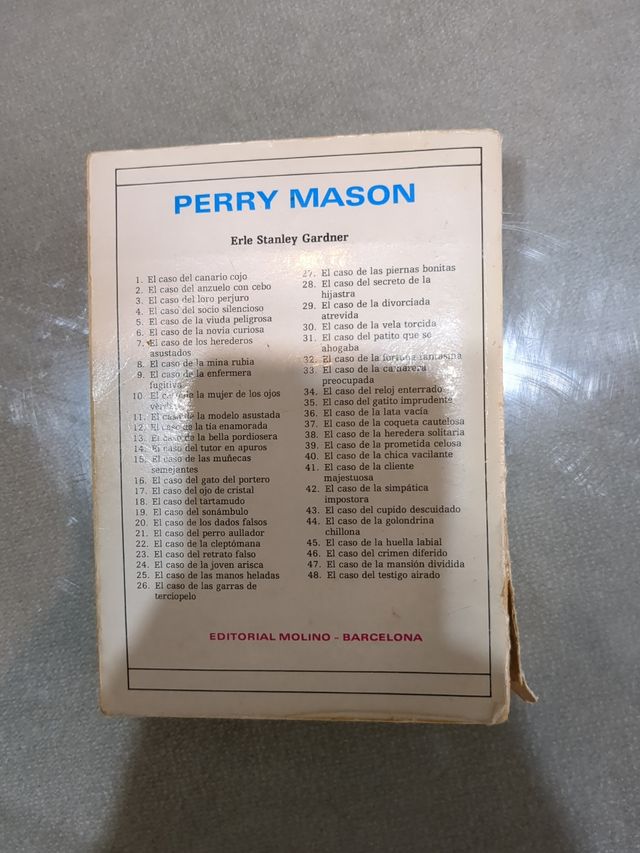 PERRY MASON
Erle Stanley Gardner
1. El caso del canario cojo
2. El caso del anzuelo con cebo
3. El caso del loro perjuro
4. El caso del socio silencioso
5. El caso de la viuda peligrosa
6. El caso de la novia curiosa
7. El caso de los herederos
asustados
8. El caso de la mina rubia
9. El caso de la enfermera
fugitiva
10. El caso de la mujer de los ojos
verdes
11. El caso de la modelo asustada
12. El caso de la tía enamorada
13. El caso de la bella pordiosera
14. El caso del tutor en apuros
15. El caso de las muñecas
semejantes
16. El caso del gato del portero
17. El caso del ojo de cristal
18. El caso del tartamudo
19. El caso del sonámbulo
20. El caso de los dados falsos
21. El caso del perro aullador
22. El caso de la cleptómana
23. El caso del retrato falso
24. El caso de la joven arisca
25. El caso de las manos heladas
26. El caso de las garras de
terciopelo
27. El caso de las piernas bonitas
28. El caso del secreto de la
hijastra
29. El caso de la divorciada
atrevida
30. El caso de la vela torcida
31. El caso del patito que se
ahogaba
32. El caso de la fortuna fantasma
33. El caso de la camarera
preocupada
34. El caso del reloj enterrado
35. El caso del gatito imprudente
36. El caso de la lata vacía
37. El caso de la coqueta cautelosa
38. El caso de la heredera solitaria
39. El caso de la prometida celosa
40. El caso de la chica vacilante
41. El caso de la cliente
majestuosa
42. El caso de la simpática
impostora
43. El caso del cupido descuidado
44. El caso de la golondrina
chillona
45. El caso de la huella labial
46. El caso del crimen diferido
47. El caso de la mansión dividida
48. El caso del testigo airado
EDITORIAL MOLINO - BARCELONA